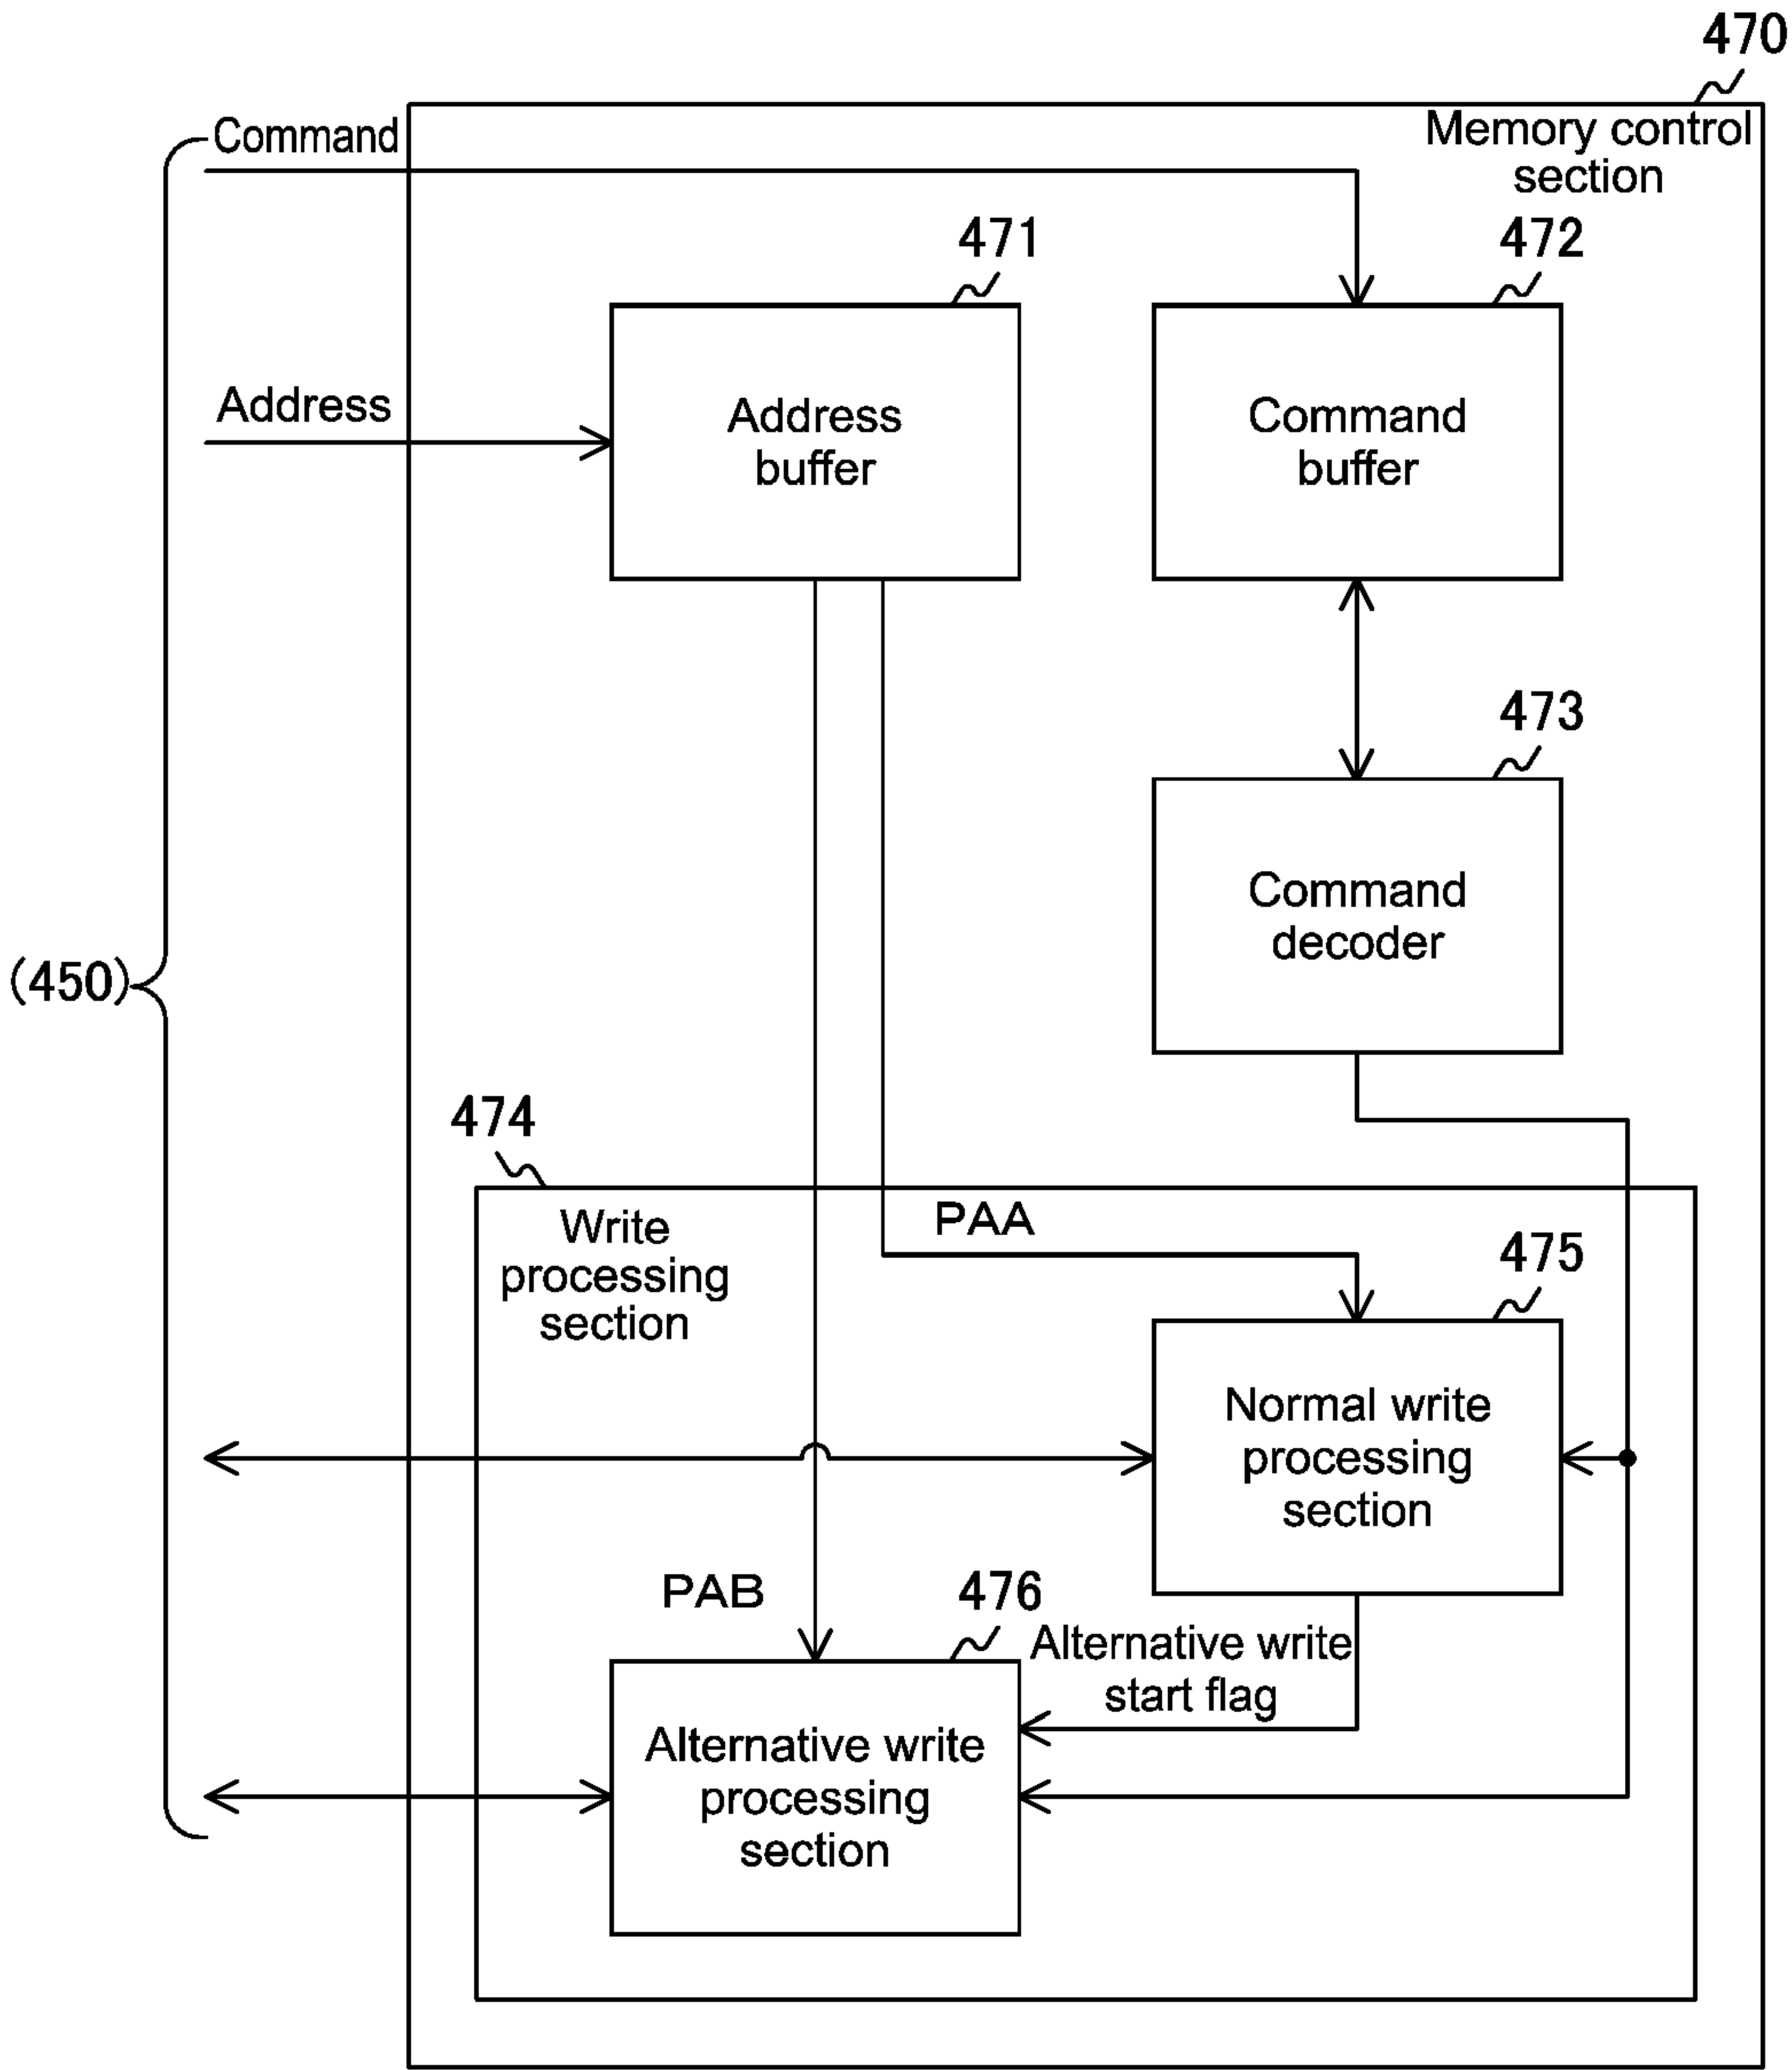 470
Memory control
section
Command
471
472
Address
Address
buffer
Command
buffer
473
Command
decoder
(450)
474
Write
processing
section
PAA
475
Normal write
processing
section
PAB
476
Alternative write
start flag
Alternative write
processing
section